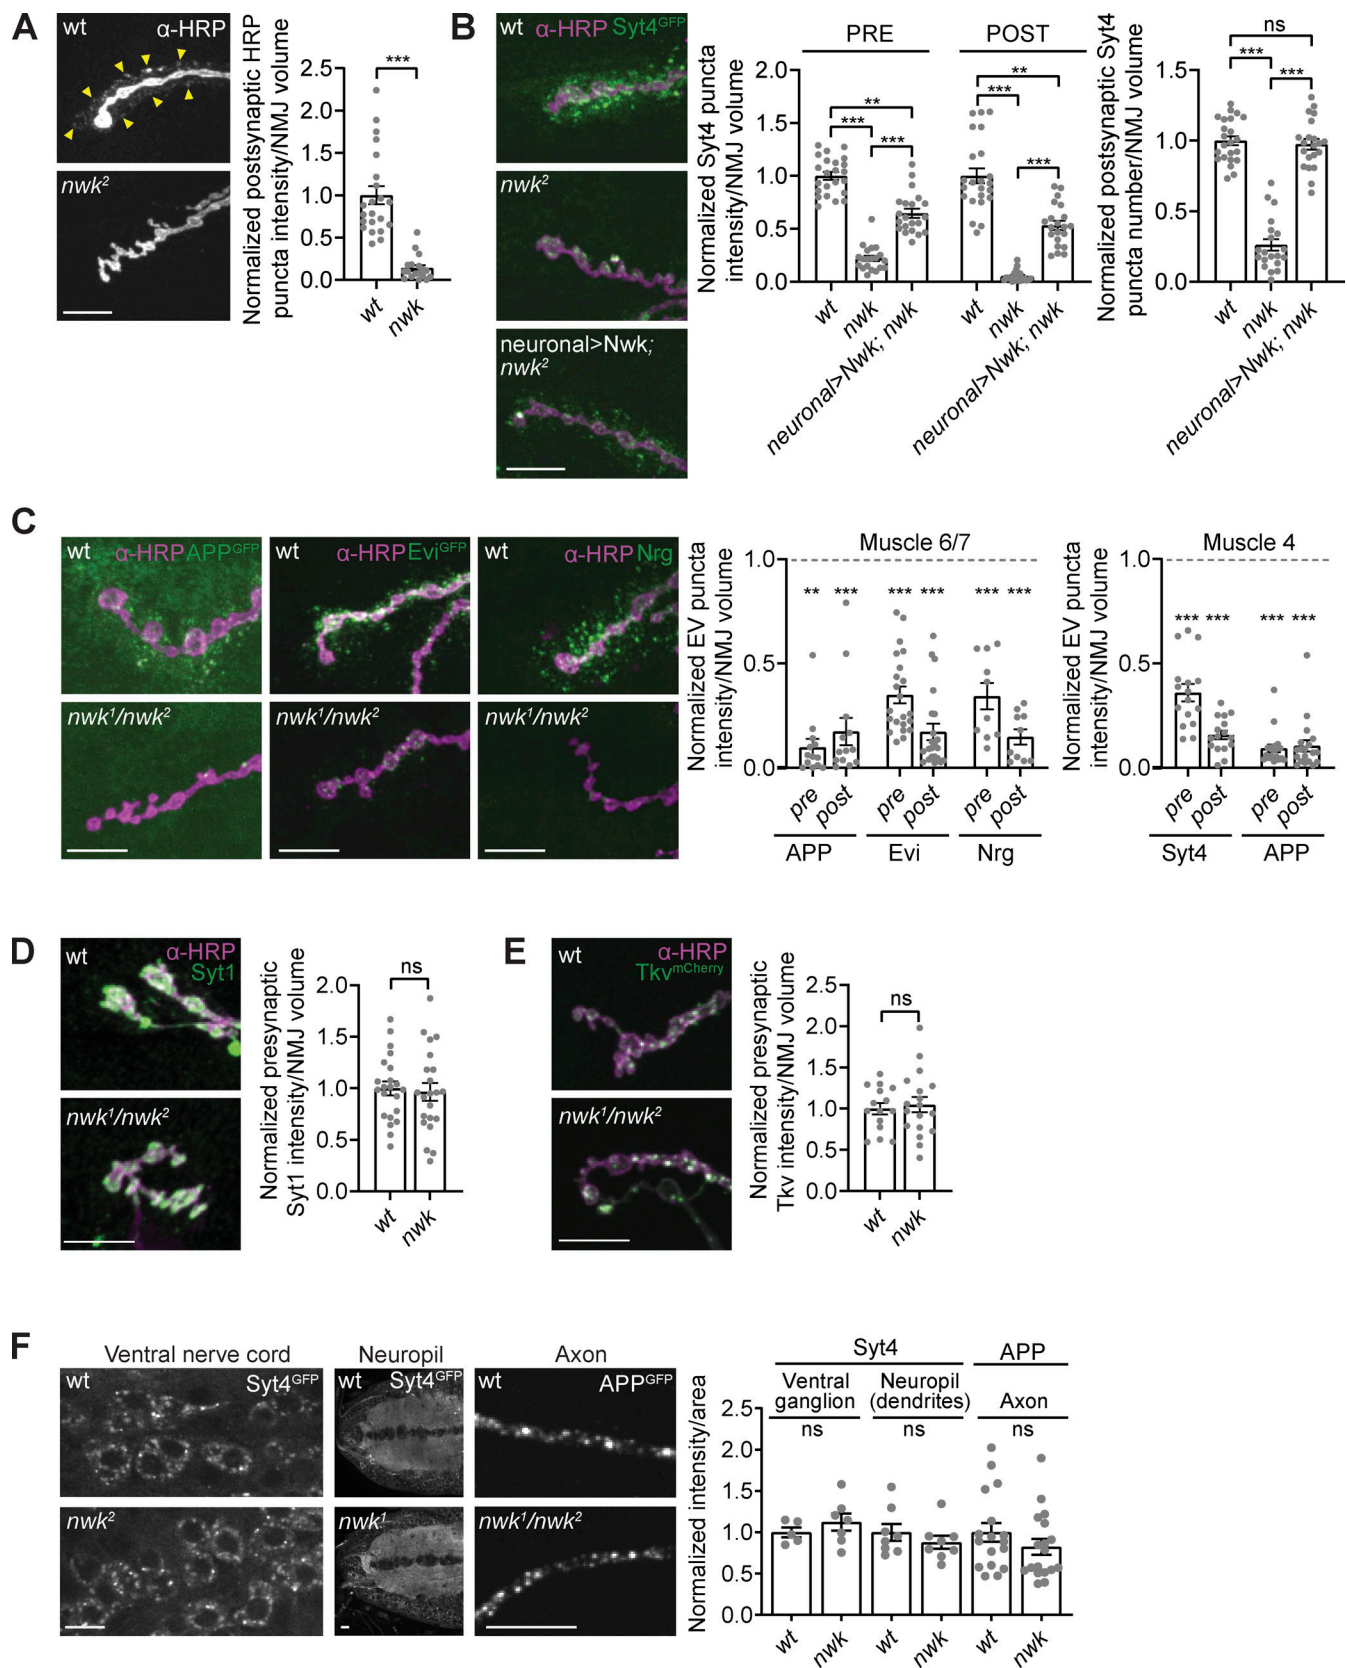 A
wt
α-HRP
nwk²
Normalized postsynaptic HRP
puncta intensity/NMJ volume
2.5
2.0
1.5
1.0
0.5
0.0
***
wt
nwk
B
wt
α-HRP Syt4ᴳᶠᴾ
nwk²
neuronal>Nwk;
nwk²
Normalized Syt4 puncta
intensity/NMJ volume
PRE
POST
2.0
1.5
1.0
0.5
0.0
**
***
***
**
***
***
wt
nwk
neuronal>Nwk; nwk
wt
nwk
neuronal>Nwk; nwk
Normalized postsynaptic Syt4
puncta number/NMJ volume
1.5
1.0
0.5
0.0
ns
***
***
wt
nwk
neuronal>Nwk; nwk
C
wt
α-HRP APPᴳᶠᴾ
wt
α-HRP Eviᴳᶠᴾ
wt
α-HRP Nrg
nwk¹/nwk²
nwk¹/nwk²
nwk¹/nwk²
Normalized EV puncta
intensity/NMJ volume
Muscle 6/7
1.0
0.5
0.0
** *** *** *** *** ***
pre post pre post pre post
APP Evi Nrg
Normalized EV puncta
intensity/NMJ volume
Muscle 4
1.0
0.5
0.0
*** *** *** ***
pre post pre post
Syt4 APP
D
wt
α-HRP
Syt1
nwk¹/nwk²
Normalized presynaptic
Syt1 intensity/NMJ volume
2.0
1.5
1.0
0.5
0.0
ns
wt
nwk
E
wt
α-HRP
Tkvᵐᶜʰᵉʳʳʸ
nwk¹/nwk²
Normalized presynaptic
Tkv intensity/NMJ volume
2.5
2.0
1.5
1.0
0.5
0.0
ns
wt
nwk
F
Ventral nerve cord
Neuropil
Axon
wt
Syt4ᴳᶠᴾ
wt
Syt4ᴳᶠᴾ
wt
APPᴳᶠᴾ
nwk²
nwk¹
nwk¹/nwk²
Normalized intensity/area
Syt4
APP
Ventral
ganglion
Neuropil
(dendrites)
Axon
ns
ns
ns
2.5
2.0
1.5
1.0
0.5
0.0
wt
nwk
wt
nwk
wt
nwk